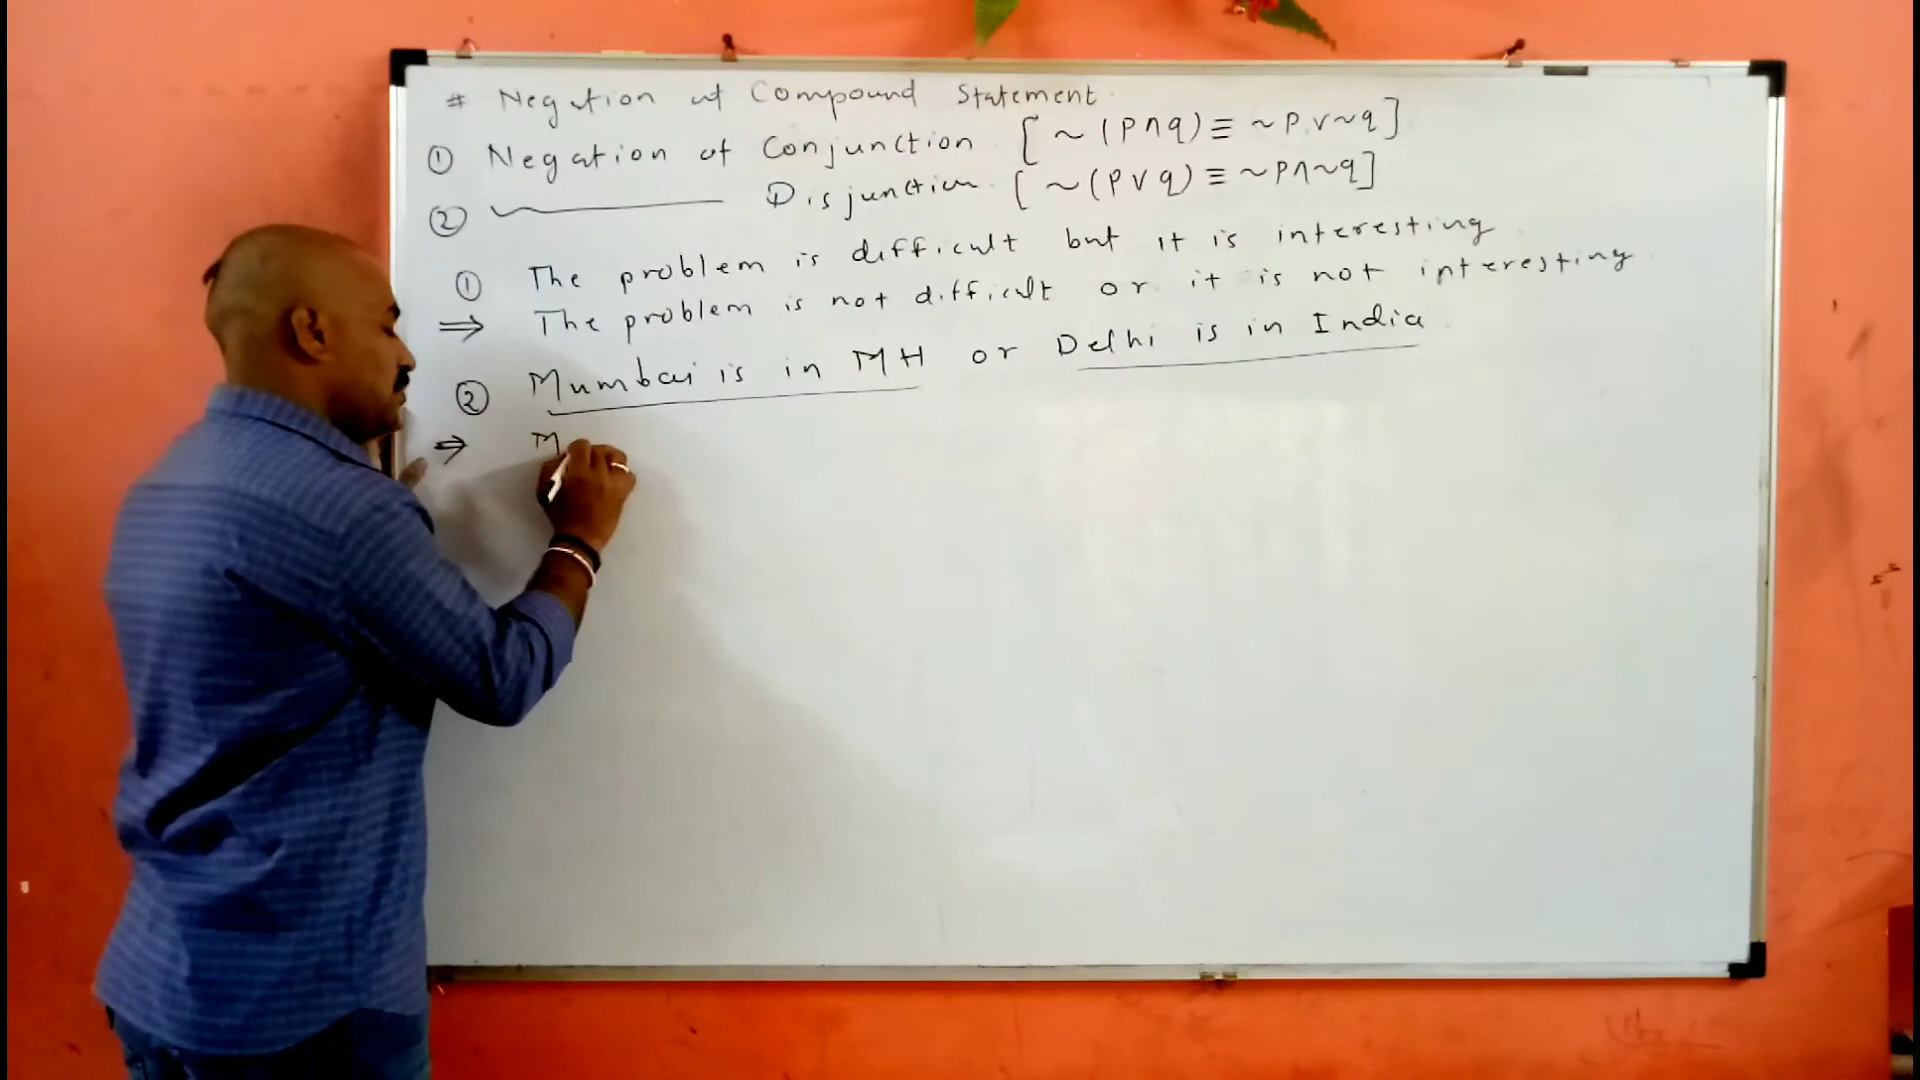 # Negation of Compound Statement.
① Negation of Conjunction [~(p∧q) ≡ ~p∨~q]
② Disjunction. [~(p∨q) ≡ ~p∧~q]
① The problem is difficult but it is interesting
⇒ The problem is not difficult or it is not interesting
② Mumbai is in MH or Delhi is in India
⇒ M